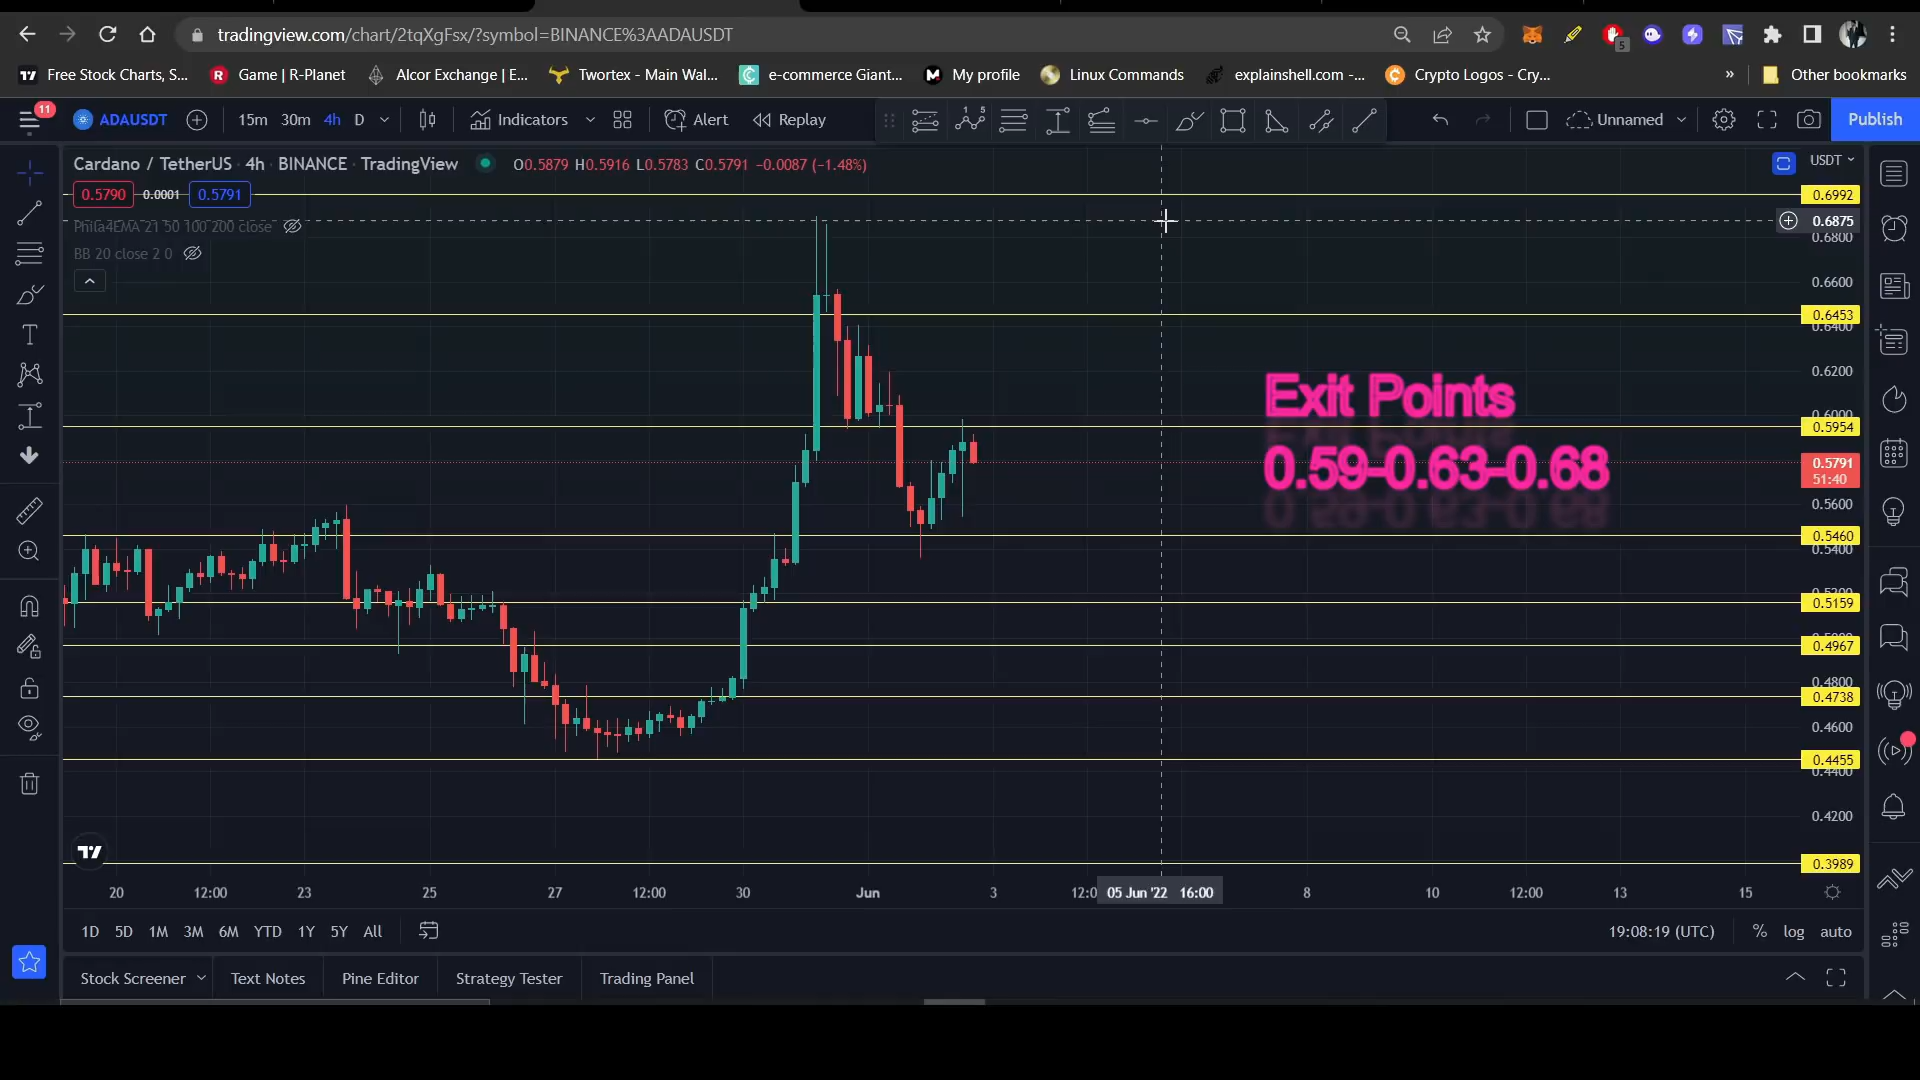 tradingview.com/chart/2tqXgFsx/?symbol=BINANCE%3AADAUSDT
5
Free Stock Charts, S...
Game | R-Planet
Alcor Exchange | E...
Twortex - Main Wal...
e-commerce Giant...
My profile
Linux Commands
explainshell.com -...
Crypto Logos - Cry...
»
Other bookmarks
11
ADAUSDT
15m 30m 4h D
Indicators
Alert
Replay
Unnamed
Publish
Cardano / TetherUS · 4h · BINANCE · TradingView
O0.5879 H0.5916 L0.5783 C0.5791 −0.0087 (−1.48%)
USDT
0.5790 0.0001 0.5791
Phila4EMA 21 50 100 200 close
BB 20 close 2 0
0.6992
0.6875
0.6800
0.6600
0.6453
0.6400
0.6200
0.6000
0.5954
0.5791
51:40
0.5600
0.5460
0.5400
0.5159
0.4967
0.4800
0.4738
0.4600
0.4455
0.4400
0.4200
0.3989
Exit Points
0.59-0.63-0.68
20 12:00 23 25 27 12:00 30 Jun 3 12:0 05 Jun '22 16:00 8 10 12:00 13 15
1D 5D 1M 3M 6M YTD 1Y 5Y All
19:08:19 (UTC) % log auto
Stock Screener Text Notes Pine Editor Strategy Tester Trading Panel